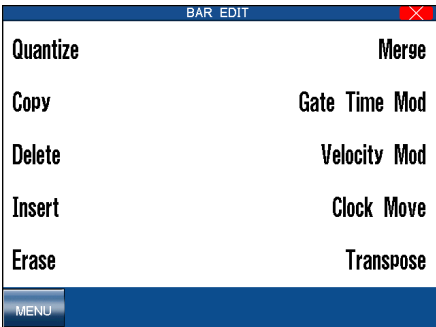 BAR EDIT
Quantize Merge
Copy Gate Time Mod
Delete Velocity Mod
Insert Clock Move
Erase Transpose
MENU